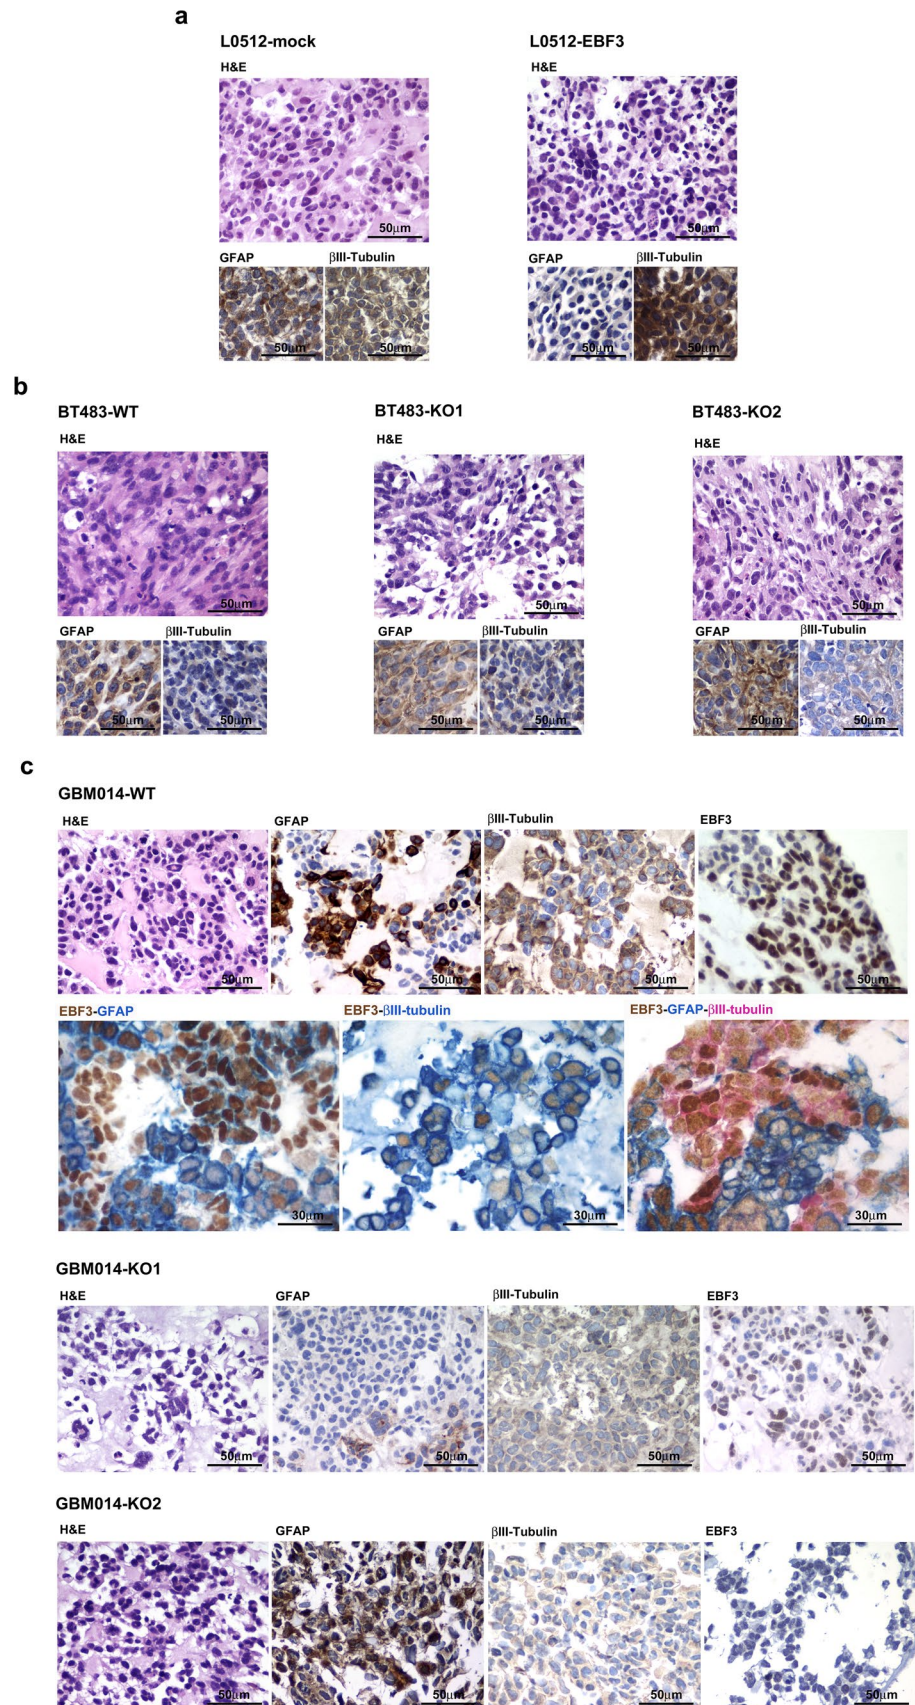 a
L0512-mock
L0512-EBF3
H&E
H&E
50µm
50µm
GFAP
βIII-Tubulin
GFAP
βIII-Tubulin
50µm
50µm
50µm
50µm
b
BT483-WT
BT483-KO1
BT483-KO2
H&E
H&E
H&E
50µm
50µm
50µm
GFAP
βIII-Tubulin
GFAP
βIII-Tubulin
GFAP
βIII-Tubulin
50µm
50µm
50µm
50µm
50µm
50µm
c
GBM014-WT
H&E
GFAP
βIII-Tubulin
EBF3
50µm
50µm
50µm
50µm
EBF3-GFAP
EBF3-βIII-tubulin
EBF3-GFAP-βIII-tubulin
30µm
30µm
30µm
GBM014-KO1
H&E
GFAP
βIII-Tubulin
EBF3
50µm
50µm
50µm
50µm
GBM014-KO2
H&E
GFAP
βIII-Tubulin
EBF3
50µm
50µm
50µm
50µm